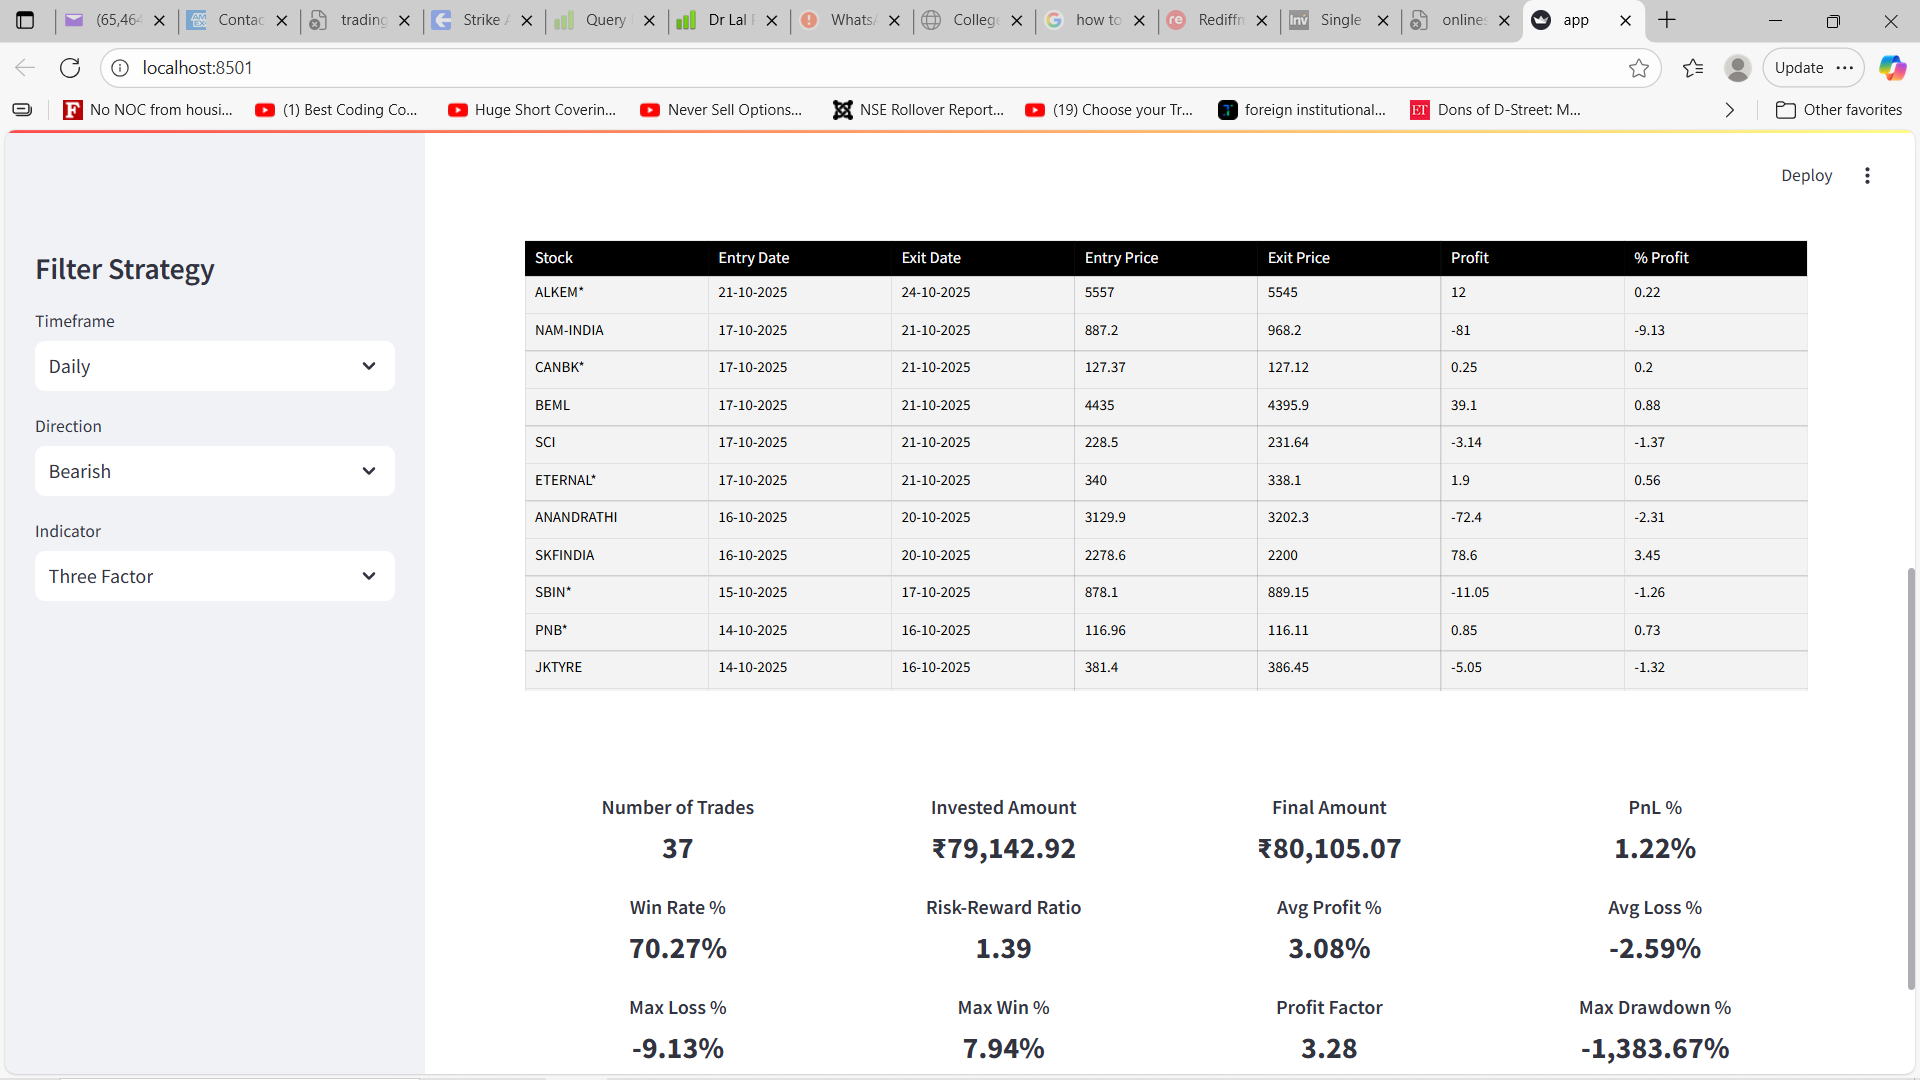 (65,464
Contac
trading
Strike A
Query
Dr Lal P
WhatsA
College
how to
Rediffm
Single
onlines
app
localhost:8501
Update
No NOC from housi...
(1) Best Coding Co...
Huge Short Coverin...
Never Sell Options...
NSE Rollover Report...
(19) Choose your Tr...
foreign institutional...
Dons of D-Street: M...
Other favorites
Deploy
Filter Strategy
Timeframe
Daily
Direction
Bearish
Indicator
Three Factor
Stock Entry Date Exit Date Entry Price Exit Price Profit % Profit
ALKEM* 21-10-2025 24-10-2025 5557 5545 12 0.22
NAM-INDIA 17-10-2025 21-10-2025 887.2 968.2 -81 -9.13
CANBK* 17-10-2025 21-10-2025 127.37 127.12 0.25 0.2
BEML 17-10-2025 21-10-2025 4435 4395.9 39.1 0.88
SCI 17-10-2025 21-10-2025 228.5 231.64 -3.14 -1.37
ETERNAL* 17-10-2025 21-10-2025 340 338.1 1.9 0.56
ANANDRATHI 16-10-2025 20-10-2025 3129.9 3202.3 -72.4 -2.31
SKFINDIA 16-10-2025 20-10-2025 2278.6 2200 78.6 3.45
SBIN* 15-10-2025 17-10-2025 878.1 889.15 -11.05 -1.26
PNB* 14-10-2025 16-10-2025 116.96 116.11 0.85 0.73
JKTYRE 14-10-2025 16-10-2025 381.4 386.45 -5.05 -1.32
Number of Trades Invested Amount Final Amount PnL %
37 ₹79,142.92 ₹80,105.07 1.22%
Win Rate % Risk-Reward Ratio Avg Profit % Avg Loss %
70.27% 1.39 3.08% -2.59%
Max Loss % Max Win % Profit Factor Max Drawdown %
-9.13% 7.94% 3.28 -1,383.67%